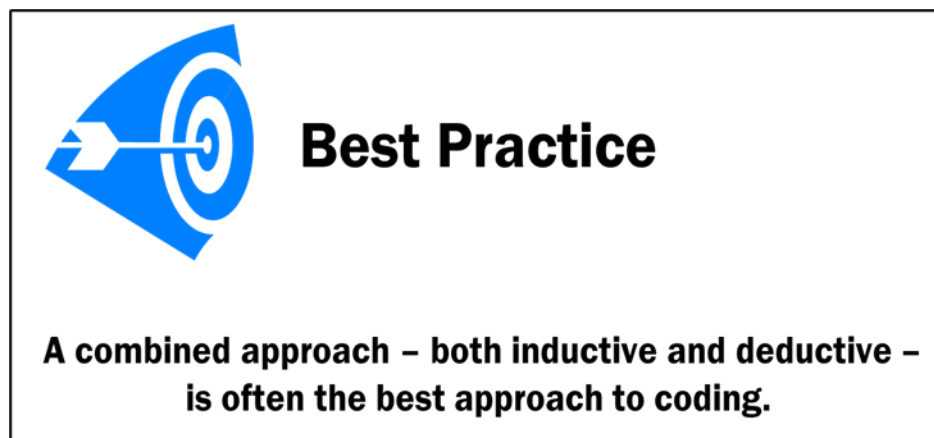 Best Practice
A combined approach – both inductive and deductive –
is often the best approach to coding.